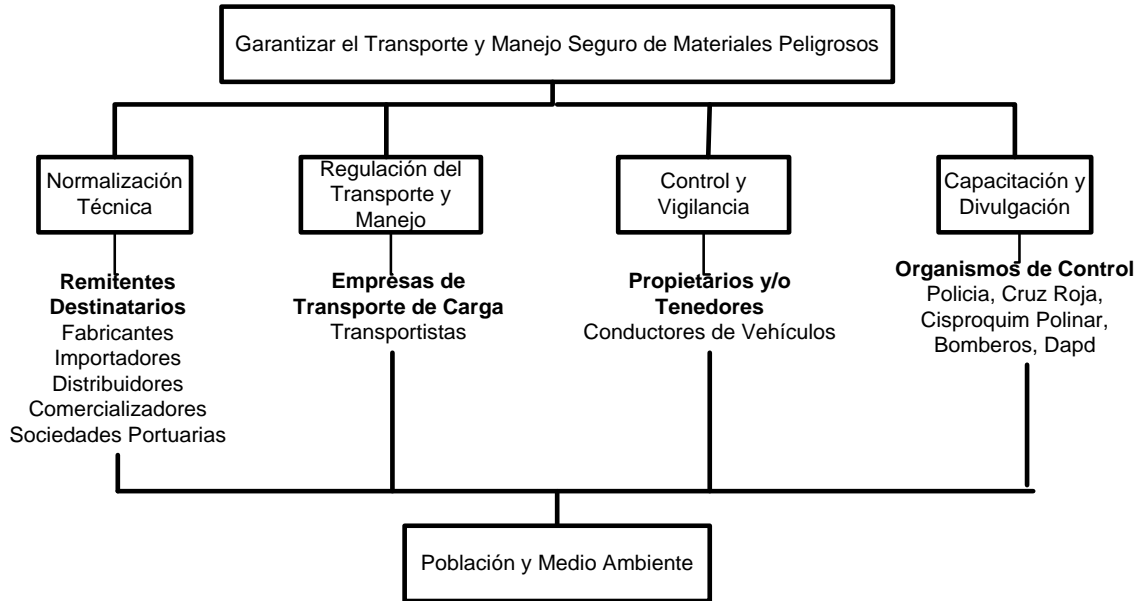 Garantizar el Transporte y Manejo Seguro de Materiales Peligrosos
Normalización
Técnica
Regulación del
Transporte y
Manejo
Control y
Vigilancia
Capacitación y
Divulgación
Remitentes
Destinatarios
Fabricantes
Importadores
Distribuidores
Comercializadores
Sociedades Portuarias
Empresas de
Transporte de Carga
Transportistas
Propietários y/o
Tenedores
Conductores de Vehículos
Organismos de Control
Policia, Cruz Roja,
Cisproquim Polinar,
Bomberos, Dapd
Población y Medio Ambiente